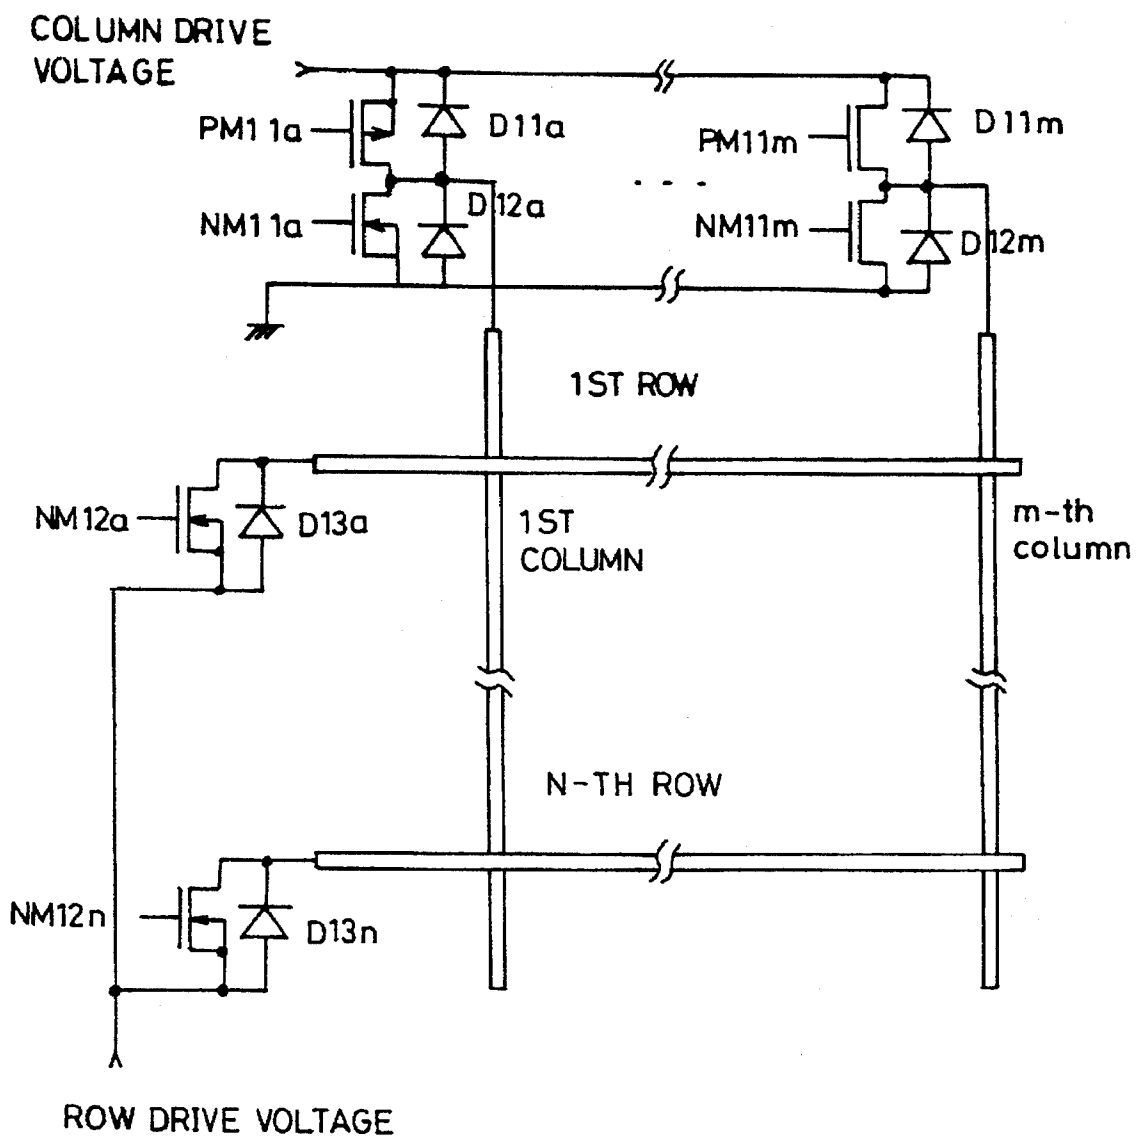 COLUMN DRIVE
VOLTAGE
PM11a
D11a
PM11m
D11m
NM11a
D12a
NM11m
D12m
1ST ROW
NM12a
D13a
1ST
COLUMN
m-th
column
N-TH ROW
NM12n
D13n
ROW DRIVE VOLTAGE